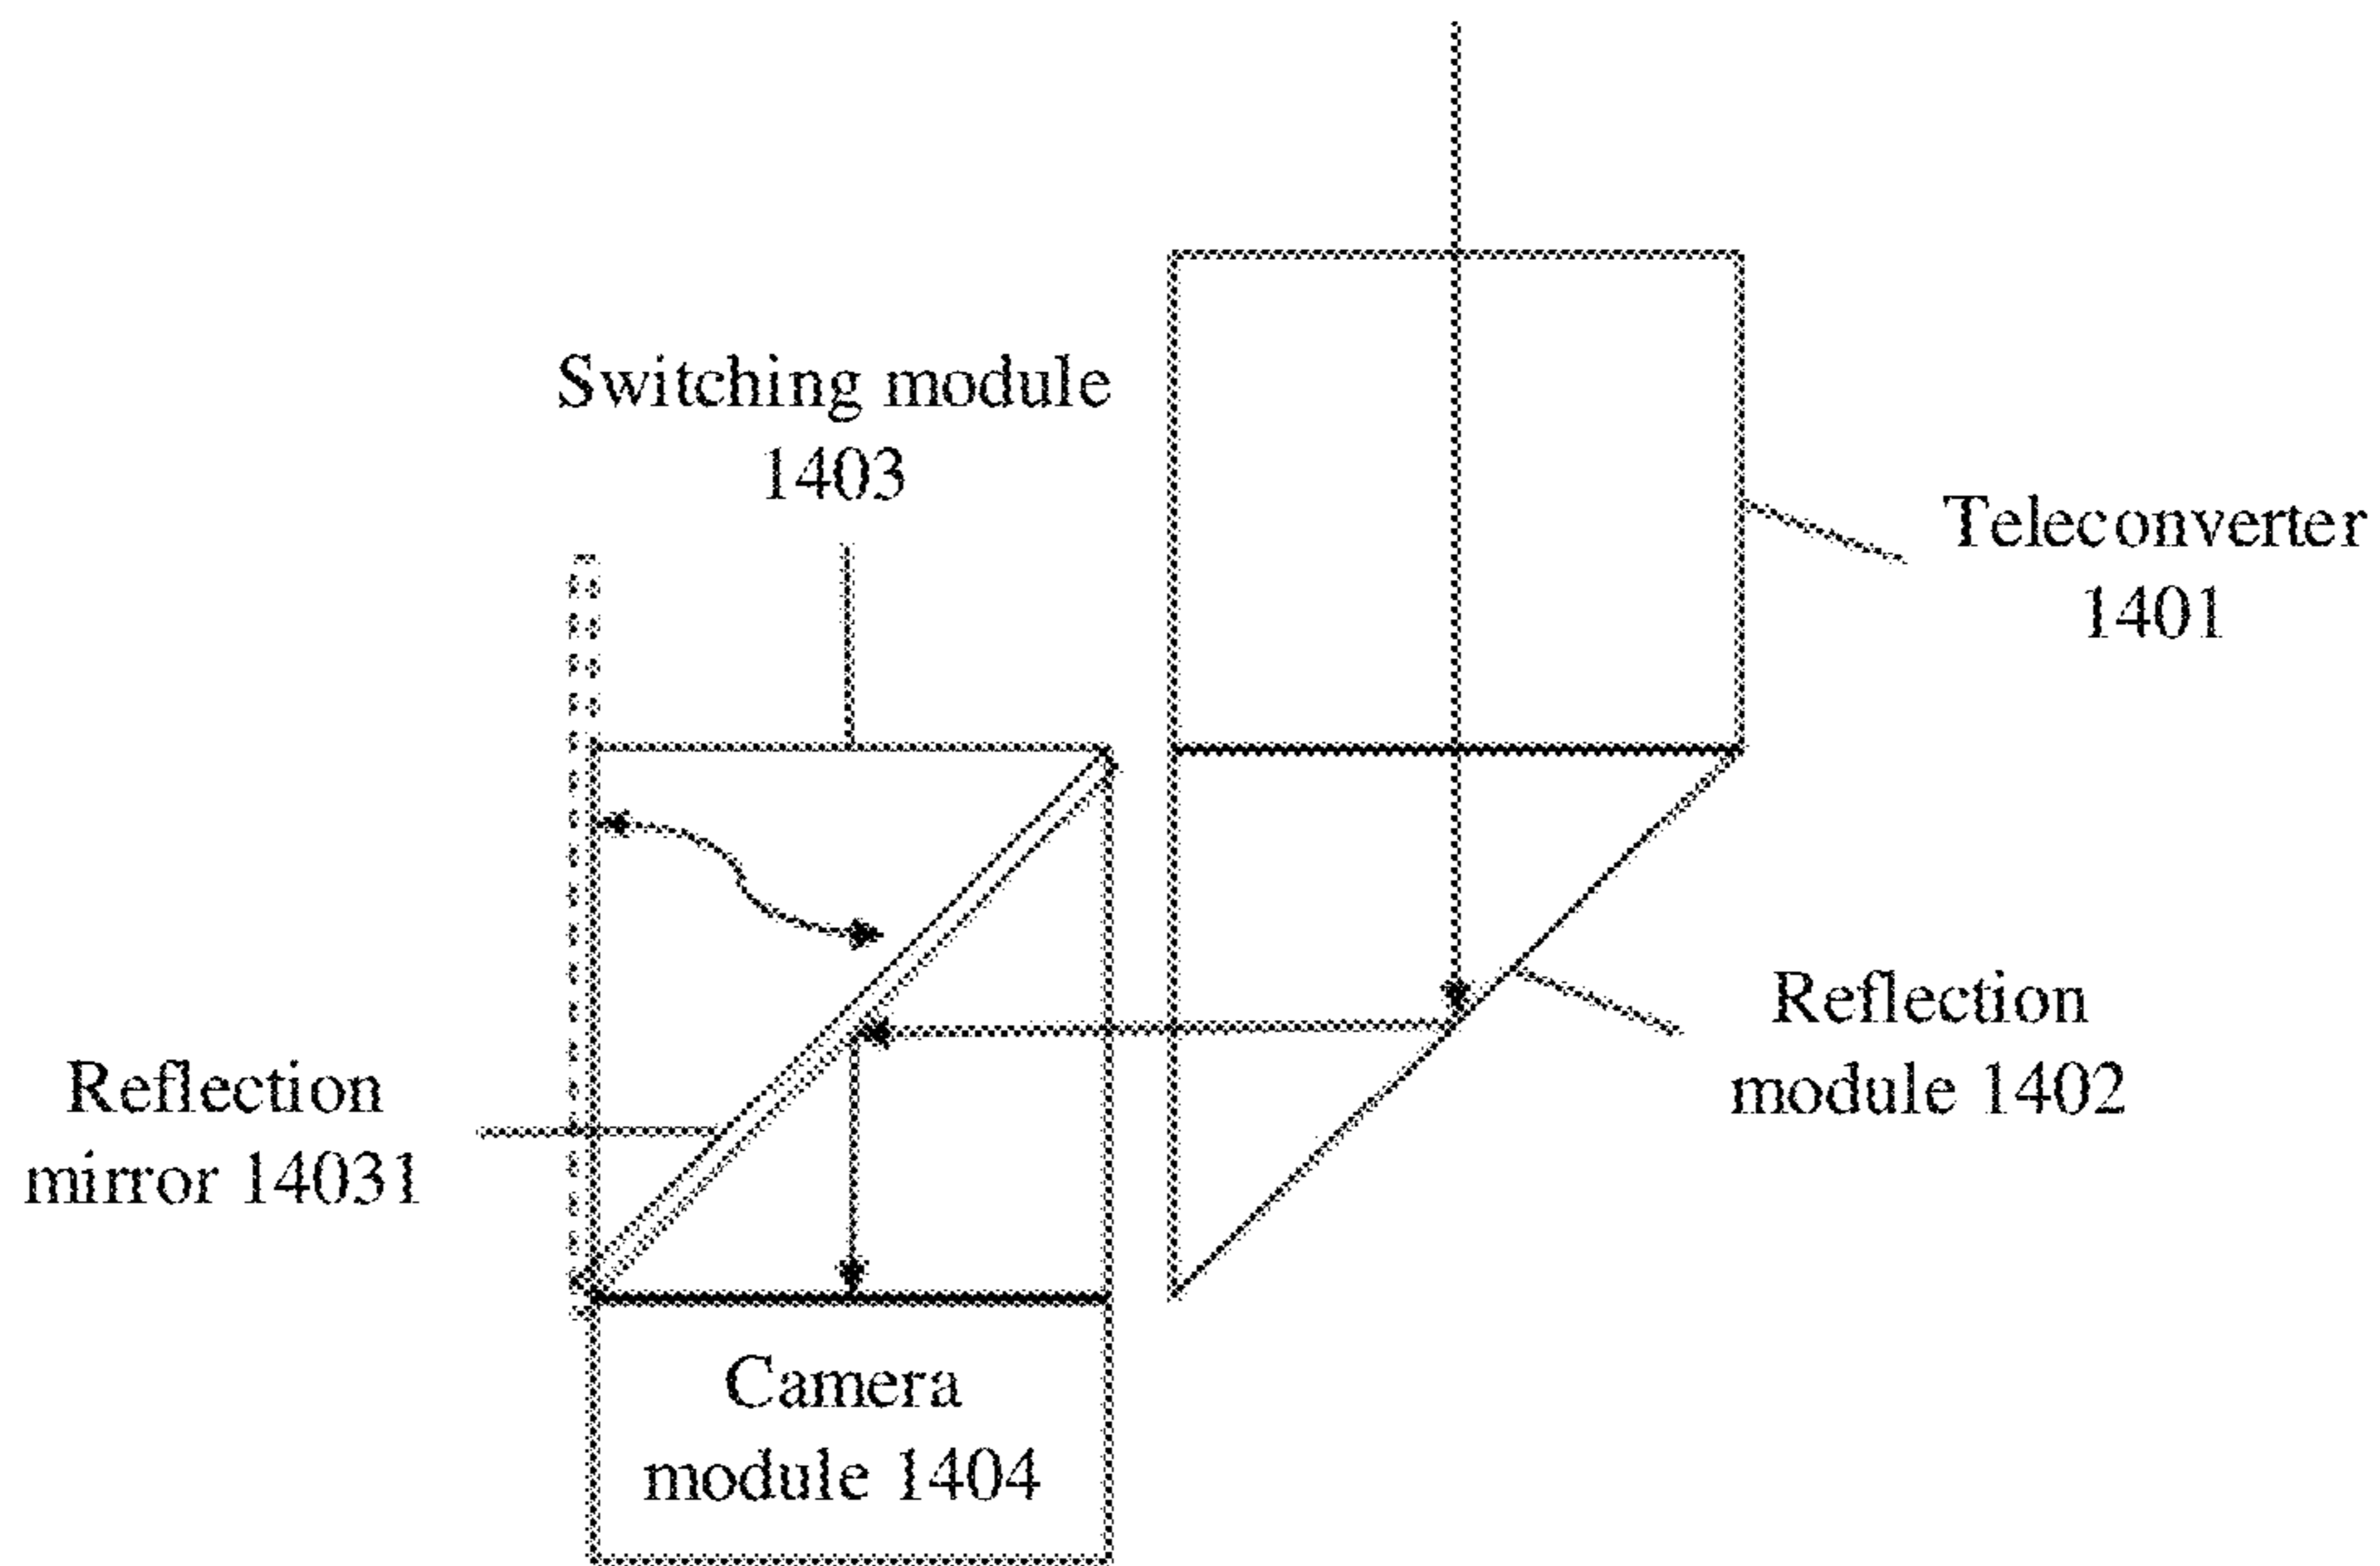 Switching module
1403
Teleconverter
1401
Reflection
module 1402
Reflection
mirror 14031
Camera
module 1404